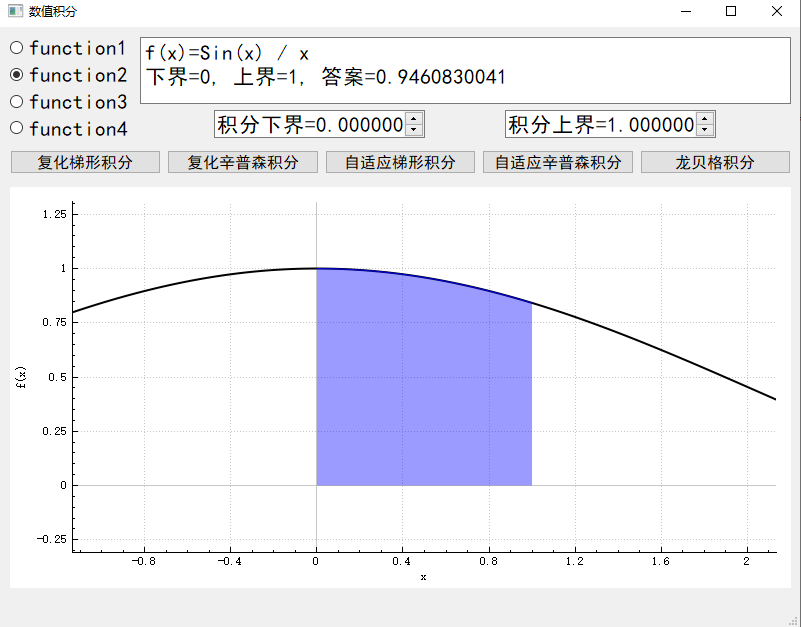 数值积分
function1
function2
function3
function4
f(x)=Sin(x) / x
下界=0, 上界=1, 答案=0.9460830041
积分下界=0.000000
积分上界=1.000000
复化梯形积分
复化辛普森积分
自适应梯形积分
自适应辛普森积分
龙贝格积分
1.25
1
0.75
0.5
0.25
0
-0.25
f(x)
-0.8
-0.4
0
0.4
0.8
1.2
1.6
2
x